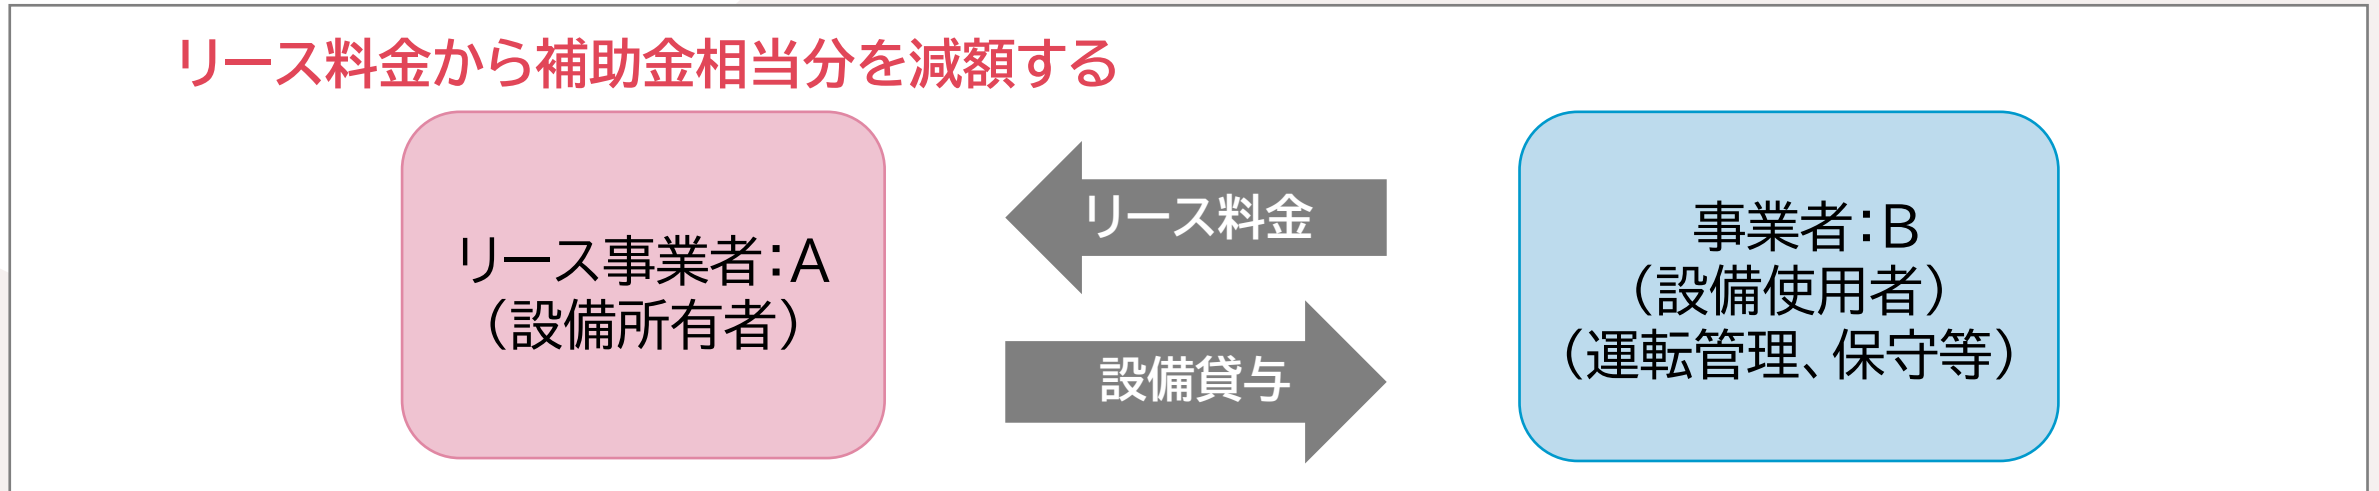 リース料金から補助金相当分を減額する
リース事業者：A
（設備所有者）
リース料金
設備貸与
事業者：B
（設備使用者）
（運転管理、保守等）